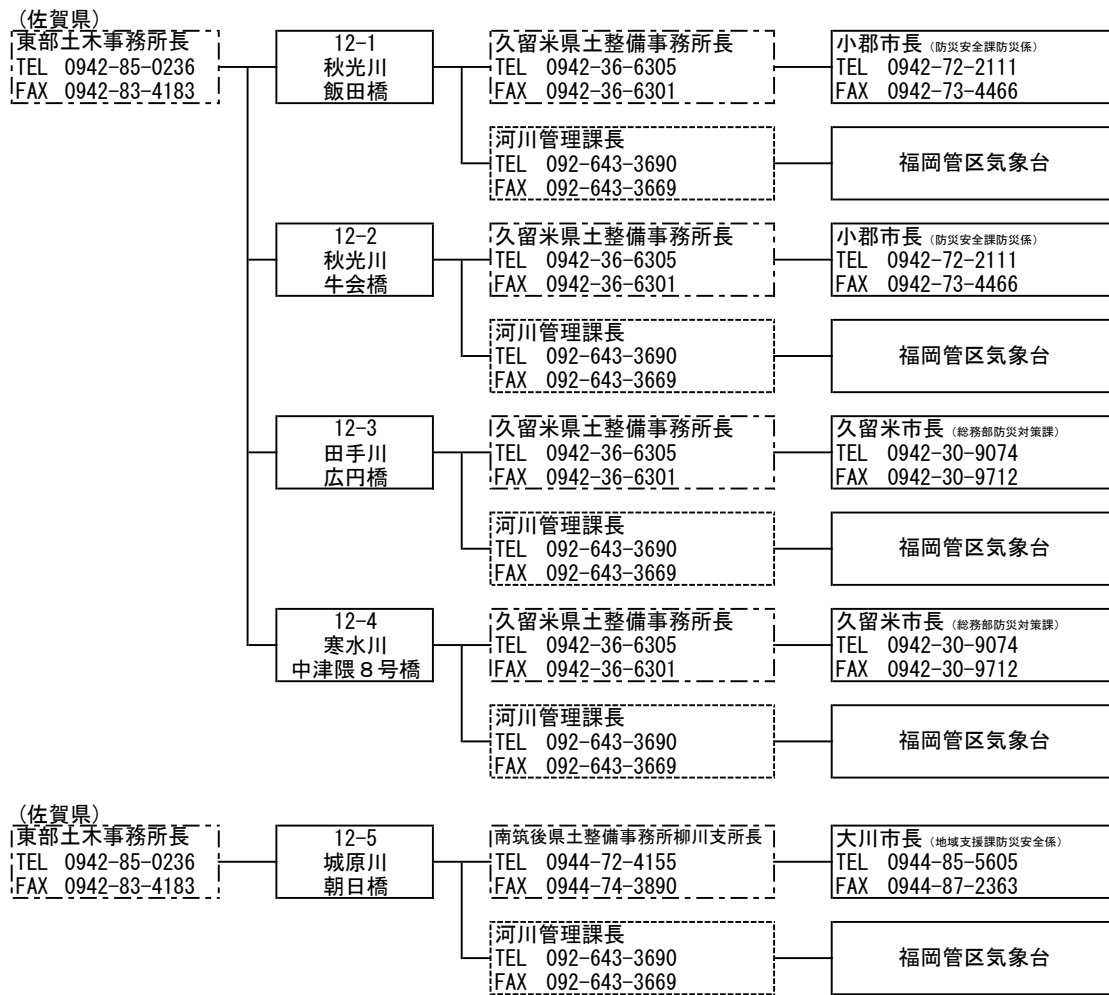 (佐賀県)
東部土木事務所長
TEL 0942-85-0236
FAX 0942-83-4183
12-1
秋光川
飯田橋
久留米県土整備事務所長
TEL 0942-36-6305
FAX 0942-36-6301
小郡市長 (防災安全課防災係)
TEL 0942-72-2111
FAX 0942-73-4466
河川管理課長
TEL 092-643-3690
FAX 092-643-3669
福岡管区気象台
12-2
秋光川
牛会橋
久留米県土整備事務所長
TEL 0942-36-6305
FAX 0942-36-6301
小郡市長 (防災安全課防災係)
TEL 0942-72-2111
FAX 0942-73-4466
河川管理課長
TEL 092-643-3690
FAX 092-643-3669
福岡管区気象台
12-3
田手川
広円橋
久留米県土整備事務所長
TEL 0942-36-6305
FAX 0942-36-6301
久留米市長 (総務部防災対策課)
TEL 0942-30-9074
FAX 0942-30-9712
河川管理課長
TEL 092-643-3690
FAX 092-643-3669
福岡管区気象台
12-4
寒水川
中津隈8号橋
久留米県土整備事務所長
TEL 0942-36-6305
FAX 0942-36-6301
久留米市長 (総務部防災対策課)
TEL 0942-30-9074
FAX 0942-30-9712
河川管理課長
TEL 092-643-3690
FAX 092-643-3669
福岡管区気象台
(佐賀県)
東部土木事務所長
TEL 0942-85-0236
FAX 0942-83-4183
12-5
城原川
朝日橋
南筑後県土整備事務所柳川支所長
TEL 0944-72-4155
FAX 0944-74-3890
大川市長 (地域支援課防災安全係)
TEL 0944-85-5605
FAX 0944-87-2363
河川管理課長
TEL 092-643-3690
FAX 092-643-3669
福岡管区気象台